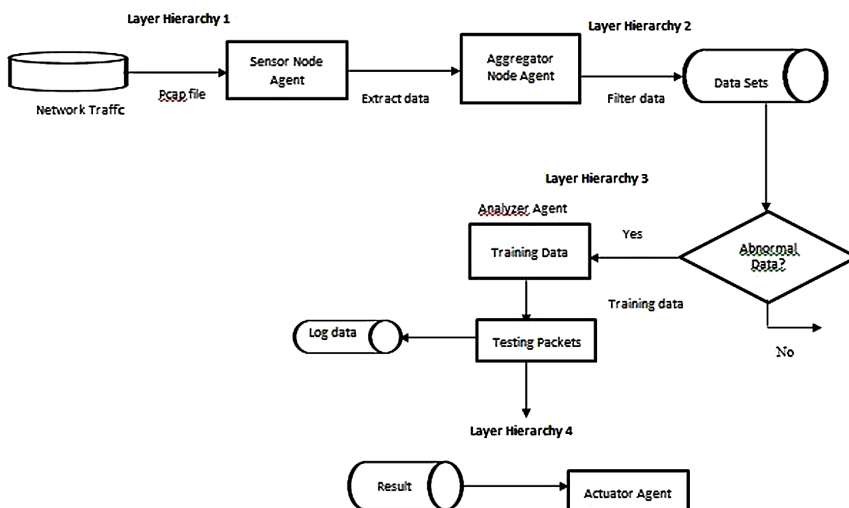 Layer Hierarchy 1
Layer Hierarchy 2
Sensor Node
Agent
Aggregator
Node Agent
Data Sets
Network Traffc
Pcap file
Extract data
Filter data
Layer Hierarchy 3
Analyzer Agent
Yes
Abnormal
Data?
Training Data
Training data
Log data
Testing Packets
No
Layer Hierarchy 4
Result
Actuator Agent